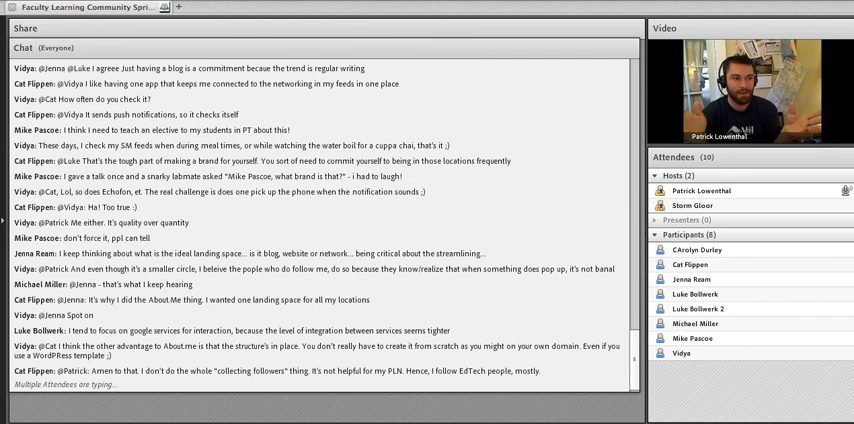 Faculty Learning Community Spri...
+
Share
Chat (Everyone)
Vidya: @Jenna @Luke I agreee Just having a blog is a commitment becaue the trend is regular writing
Cat Flippen: @Vidya I like having one app that keeps me connected to the networking in my feeds in one place
Vidya: @Cat How often do you check it?
Cat Flippen: @Vidya It sends push notifications, so it checks itself
Mike Pascoe: I think I need to teach an elective to my students in PT about this!
Vidya: These days, I check my SM feeds when during meal times, or while watching the water boil for a cuppa chai, that's it ;)
Cat Flippen: @Luke That's the tough part of making a brand for yourself. You sort of need to commit yourself to being in those locations frequently
Mike Pascoe: I gave a talk once and a snarky labmate asked "Mike Pascoe, what brand is that?" - i had to laugh!
Vidya: @Cat, Lol, so does Echofon, et. The real challenge is does one pick up the phone when the notification sounds ;)
Cat Flippen: @Vidya: Ha! Too true :)
Vidya: @Patrick Me either. It's quality over quantity
Mike Pascoe: don't force it, ppl can tell
Jenna Ream: I keep thinking about what is the ideal landing space... is it blog, website or network... being critical about the streamlining...
Vidya: @Patrick And even though it's a smaller circle, I beleive the pople who do follow me, do so because they know/realize that when something does pop up, it's not banal
Michael Miller: @Jenna - that's what I keep hearing
Cat Flippen: @Jenna: It's why I did the About.Me thing. I wanted one landing space for all my locations
Vidya: @Jenna Spot on
Luke Bollwerk: I tend to focus on google services for interaction, because the level of integration between services seems tighter
Vidya: @Cat I think the other advantage to About.me is that the structure's in place. You don't really have to create it from scratch as you might on your own domain. Even if you
use a WordPRess template ;)
Cat Flippen: @Patrick: Amen to that. I don't do the whole "collecting followers" thing. It's not helpful for my PLN. Hence, I follow EdTech people, mostly.
Multiple Attendees are typing...
Video
Patrick Lowenthal
Attendees (10)
Hosts (2)
Patrick Lowenthal
Storm Gloor
Presenters (0)
Participants (8)
CArolyn Durley
Cat Flippen
Jenna Ream
Luke Bollwerk
Luke Bollwerk 2
Michael Miller
Mike Pascoe
Vidya